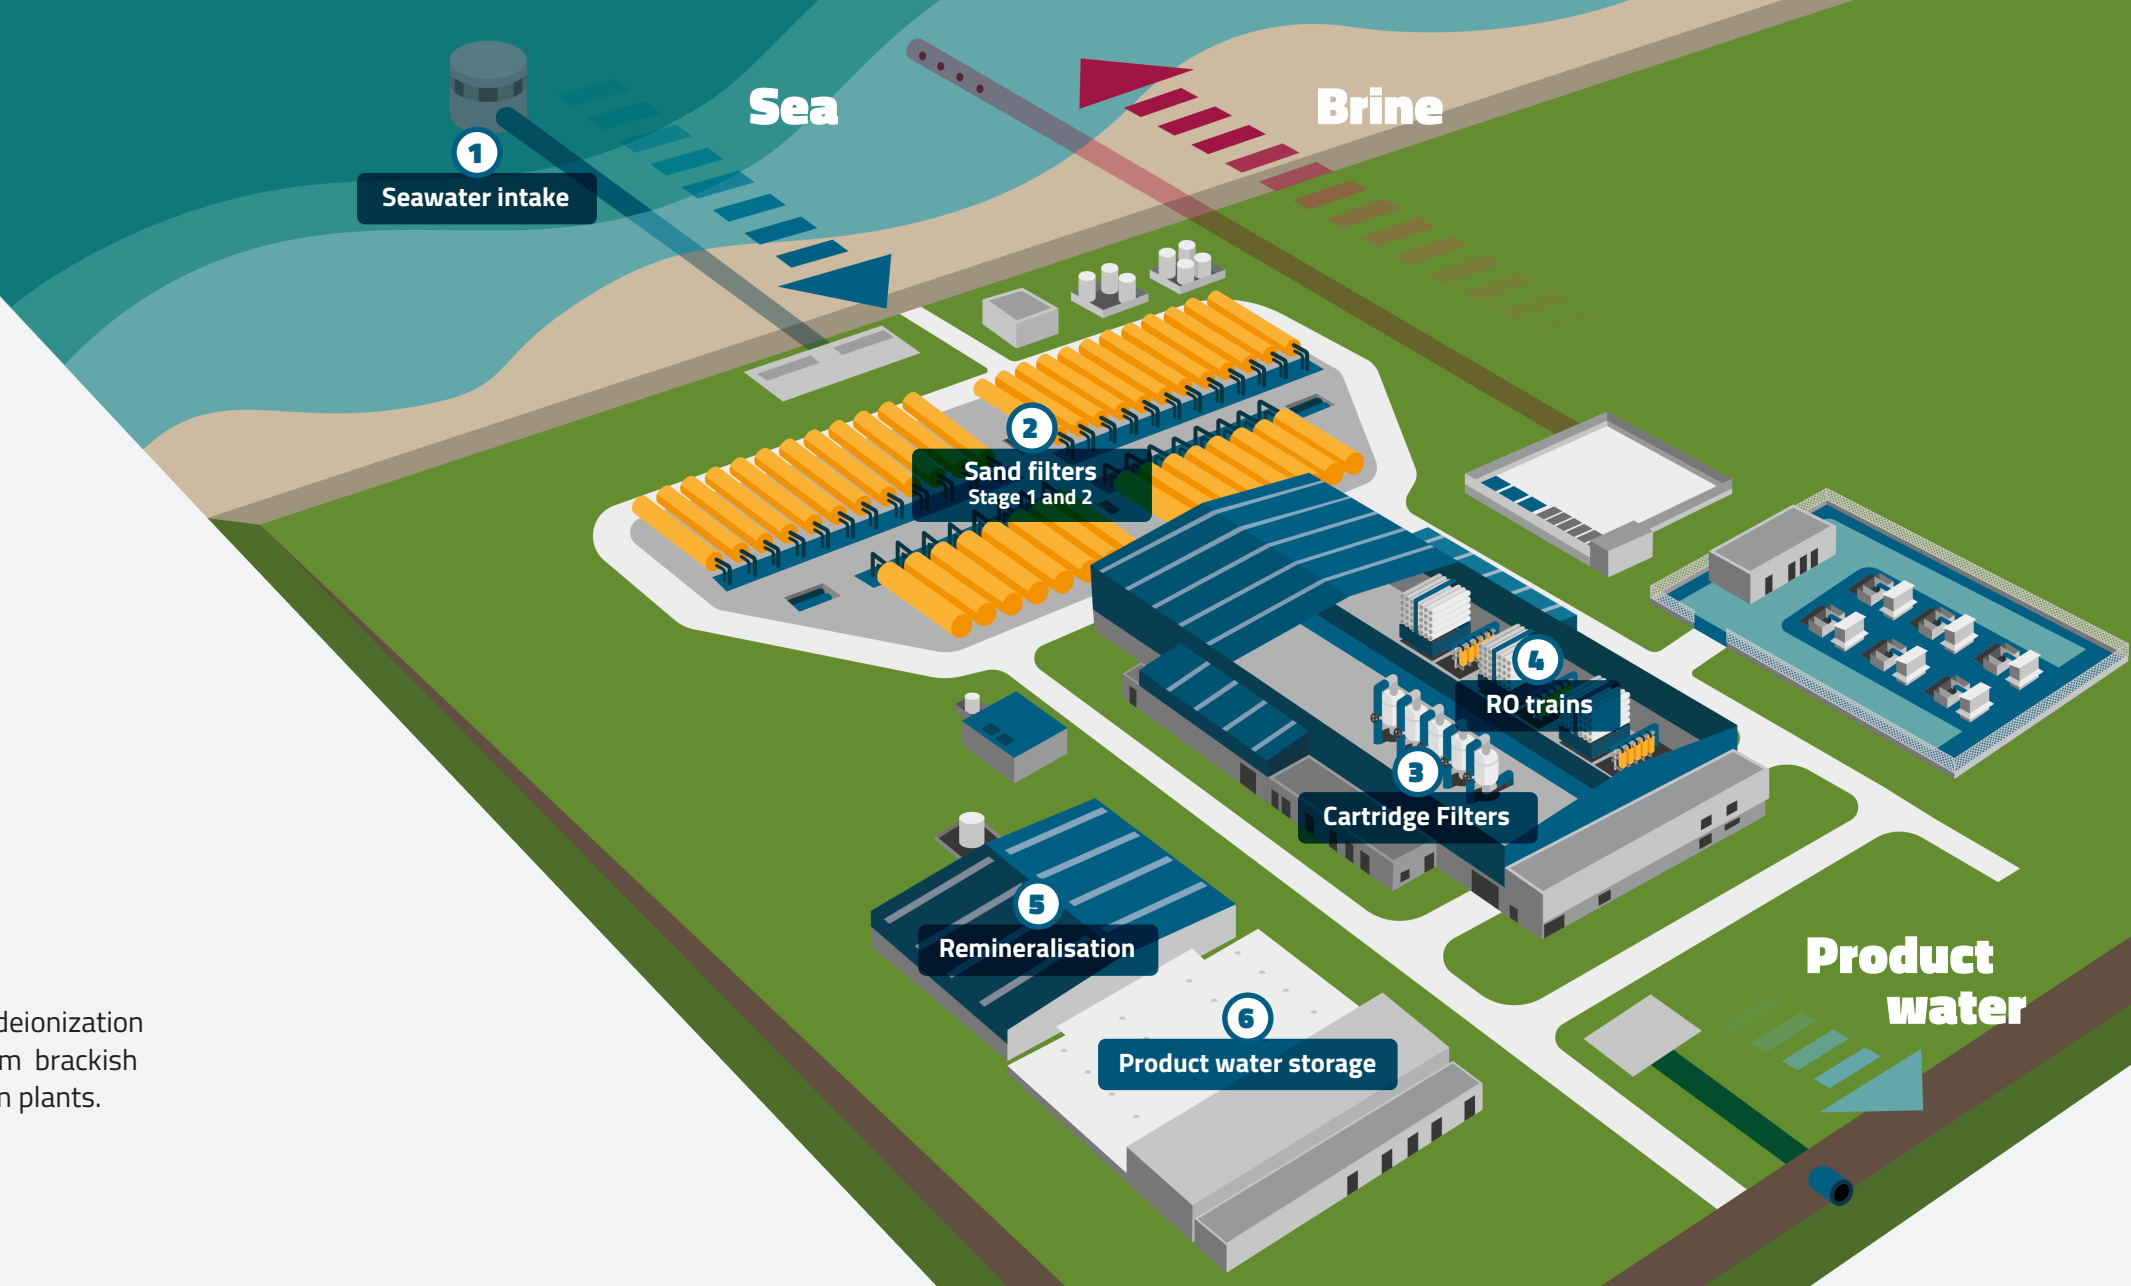 Sea
Brine
1
Seawater intake
2
Sand filters
Stage 1 and 2
4
RO trains
3
Cartridge Filters
5
Remineralisation
6
Product water storage
Product
water
deionization
brackish
plants.